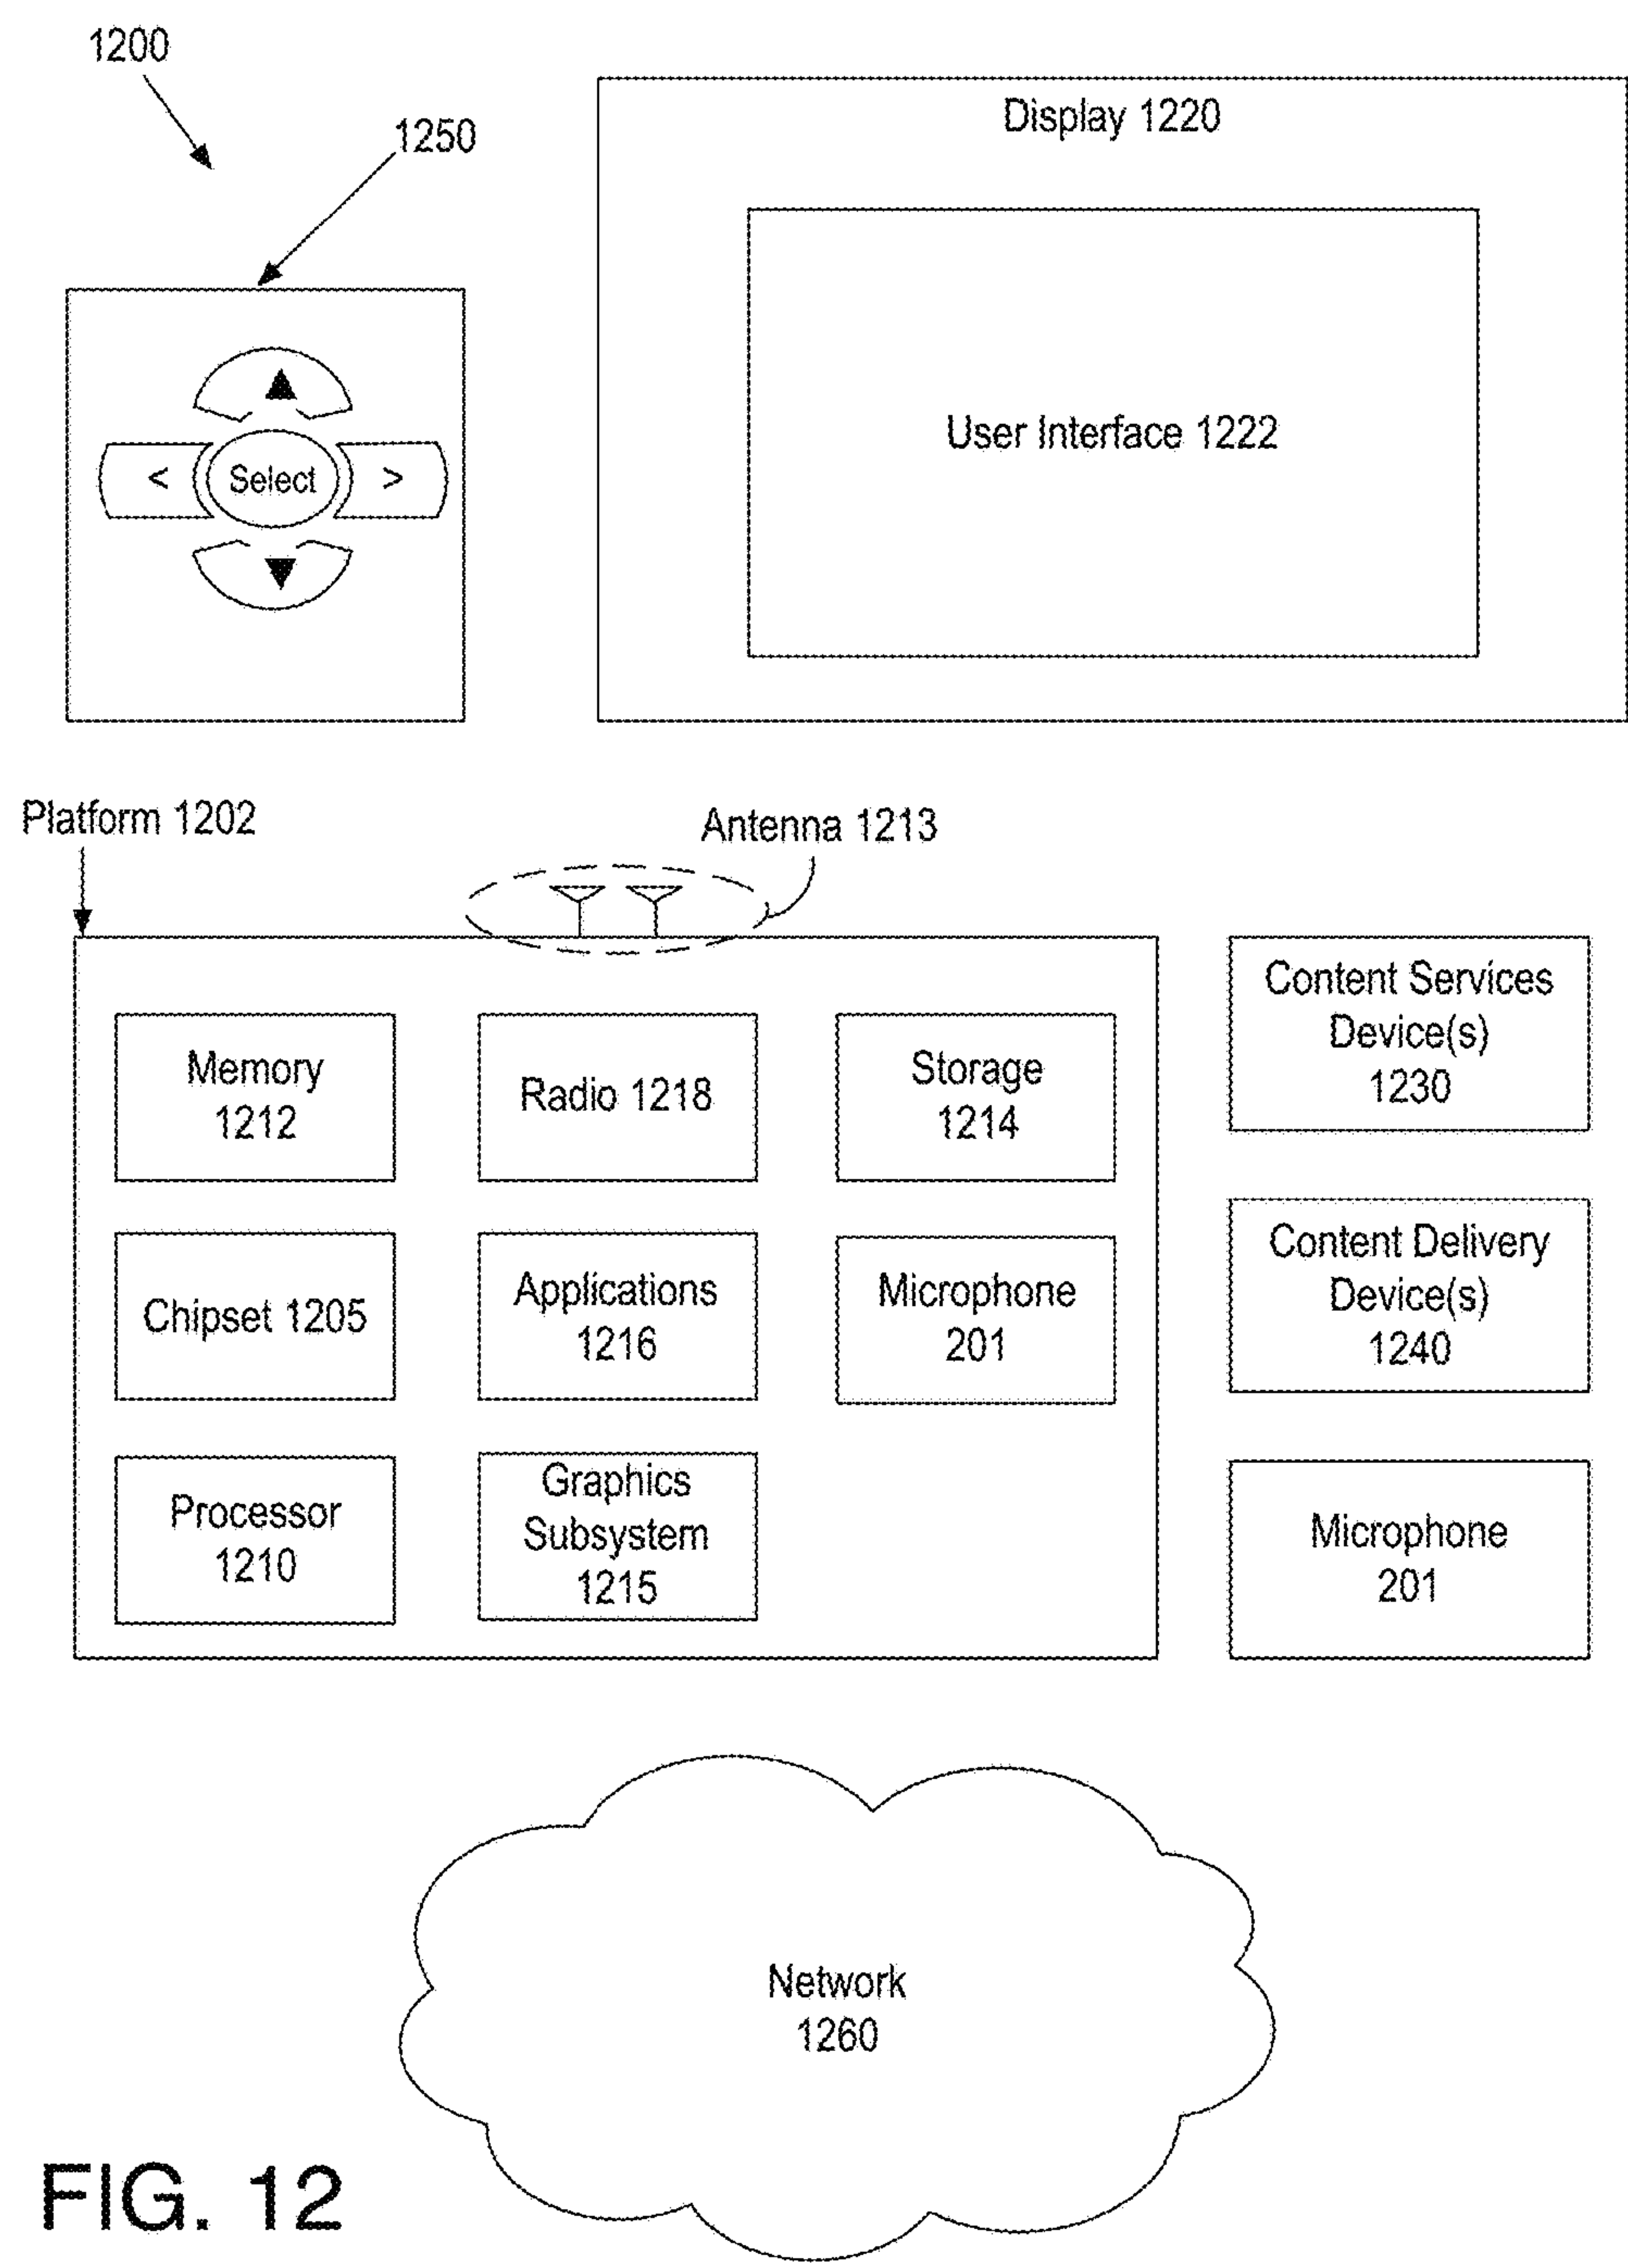 1200
1250
Display 1220
User Interface 1222
<
Select
>
Platform 1202
Antenna 1213
Memory
1212
Radio 1218
Storage
1214
Content Services
Device(s)
1230
Chipset 1205
Applications
1216
Microphone
201
Content Delivery
Device(s)
1240
Processor
1210
Graphics
Subsystem
1215
Microphone
201
Network
1260
FIG. 12